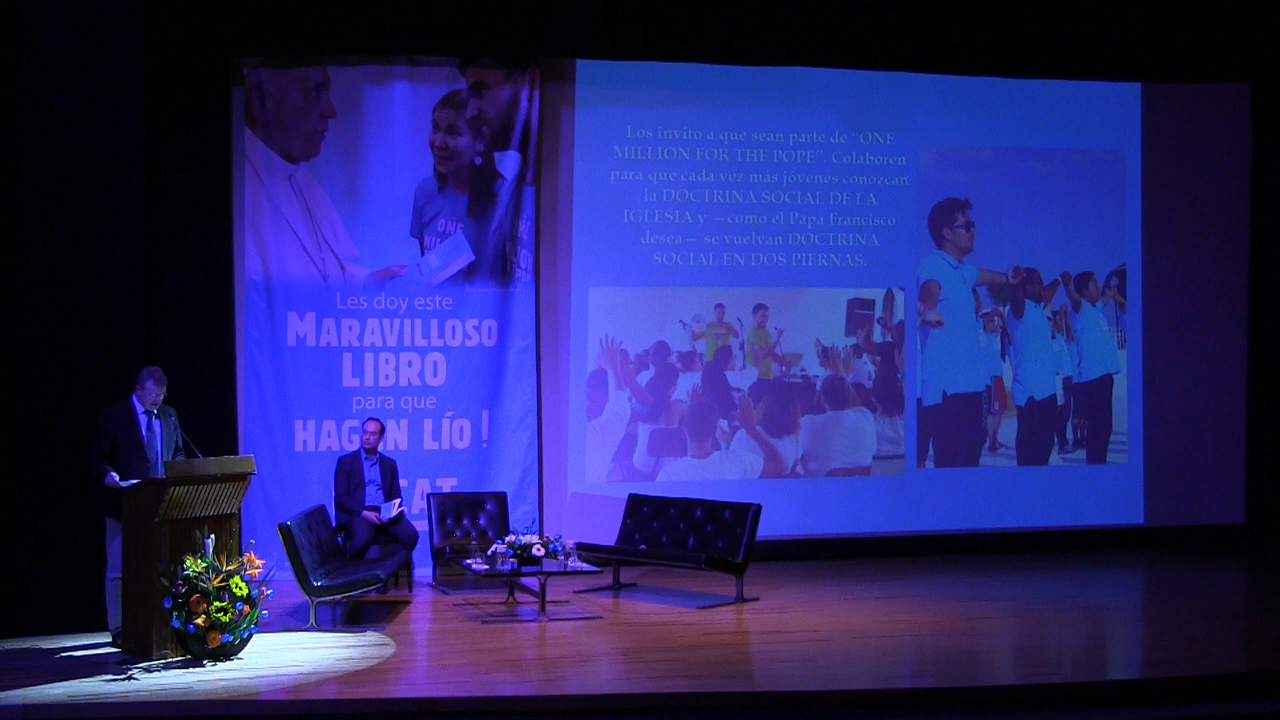 ONE
Les doy este
MARAVILLOSO
LIBRO
para que
HAGAN LÍO!
Los invito a que sean parte de "ONE
MILLION FOR THE POPE". Colaboren
para que cada vez más jóvenes conozcan
la DOCTRINA SOCIAL DE LA
IGLESIA y —como el Papa Francisco
desea— se vuelvan DOCTRINA
SOCIAL EN DOS PIERNAS.